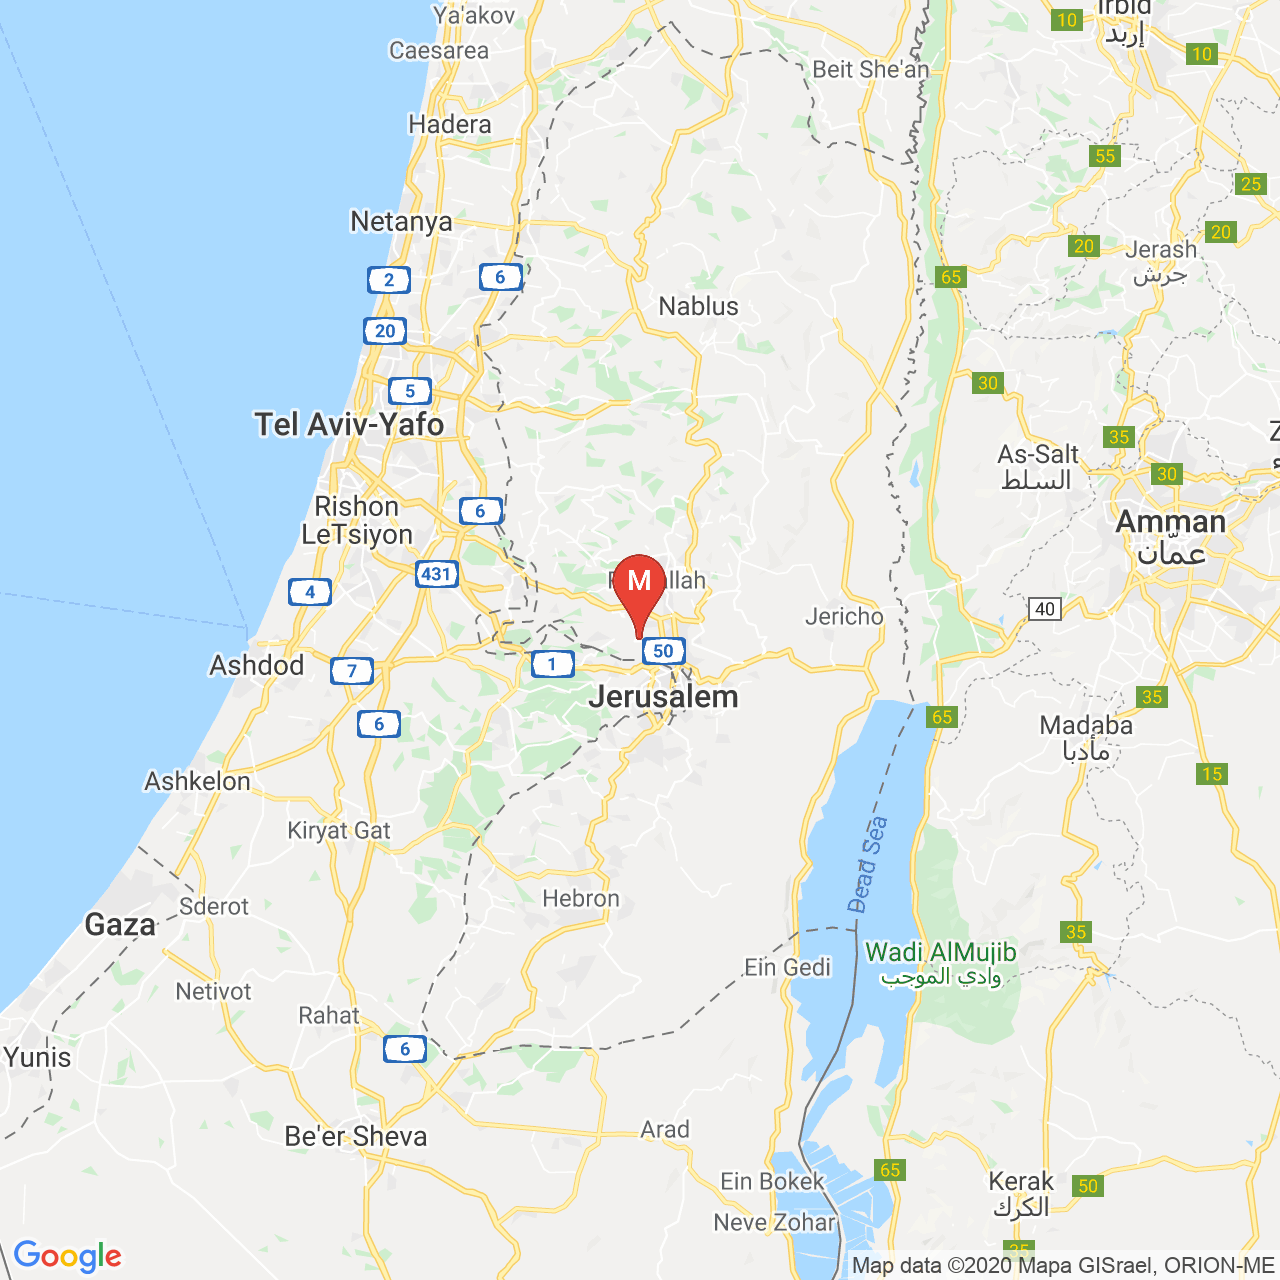 Ya'akov
Irbid
إربد
10
Caesarea
10
Beit She'an
Hadera
55
25
Netanya
20
20
Jerash
جرش
2
6
65
Nablus
20
30
5
Tel Aviv-Yafo
35
As-Salt
السلط
30
Rishon
LeTsiyon
6
Amman
عمّان
431
M
4
Jericho
40
Ashdod
7
1
50
Jerusalem
35
6
65
Madaba
مأدبا
Ashkelon
15
Kiryat Gat
Dead Sea
Hebron
Sderot
Gaza
35
Wadi AlMujib
وادي الموجب
Ein Gedi
Netivot
Rahat
6
Yunis
Be'er Sheva
Arad
65
Ein Bokek
Kerak
الكرك
50
Neve Zohar
35
Google
Map data ©2020 Mapa GISrael, ORION-ME